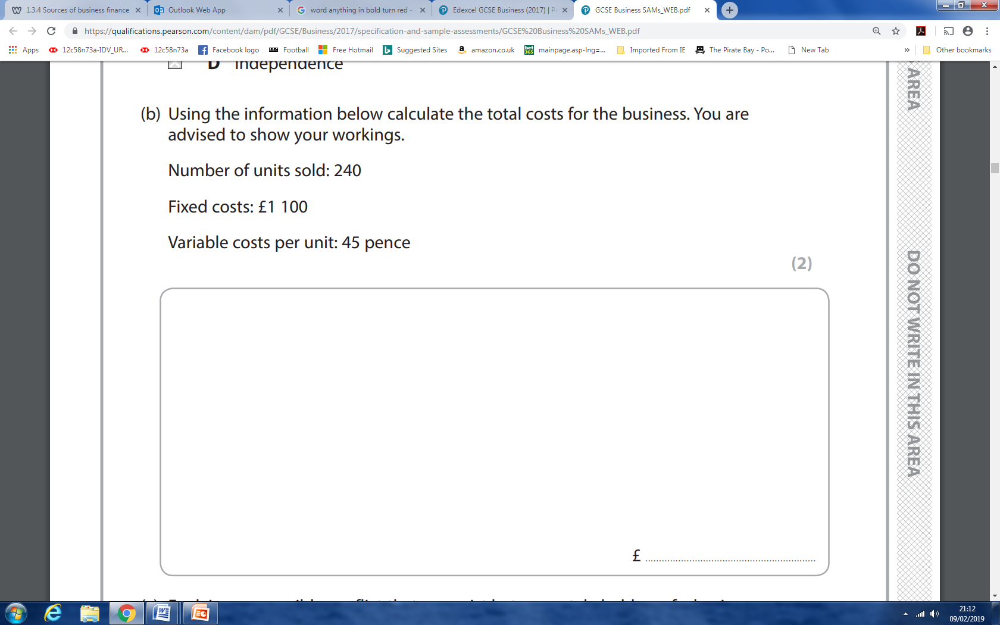 1.3.4 Sources of business finance
Outlook Web App
word anything in bold turn red -
Edexcel GCSE Business (2017) | P
GCSE Business SAMs_WEB.pdf
https://qualifications.pearson.com/content/dam/pdf/GCSE/Business/2017/specification-and-sample-assessments/GCSE%20Business%20SAMs_WEB.pdf
Apps 12c58n73a-IDV_UR... 12c58n73a Facebook logo BBC Football Free Hotmail Suggested Sites amazon.co.uk bet365 mainpage.asp-lng=... Imported From IE The Pirate Bay - Po... New Tab » Other bookmarks
D Independence
(b) Using the information below calculate the total costs for the business. You are
advised to show your workings.
Number of units sold: 240
Fixed costs: £1 100
Variable costs per unit: 45 pence
(2)
£
AREA
DO NOT WRITE IN THIS AREA
21:12
09/02/2019